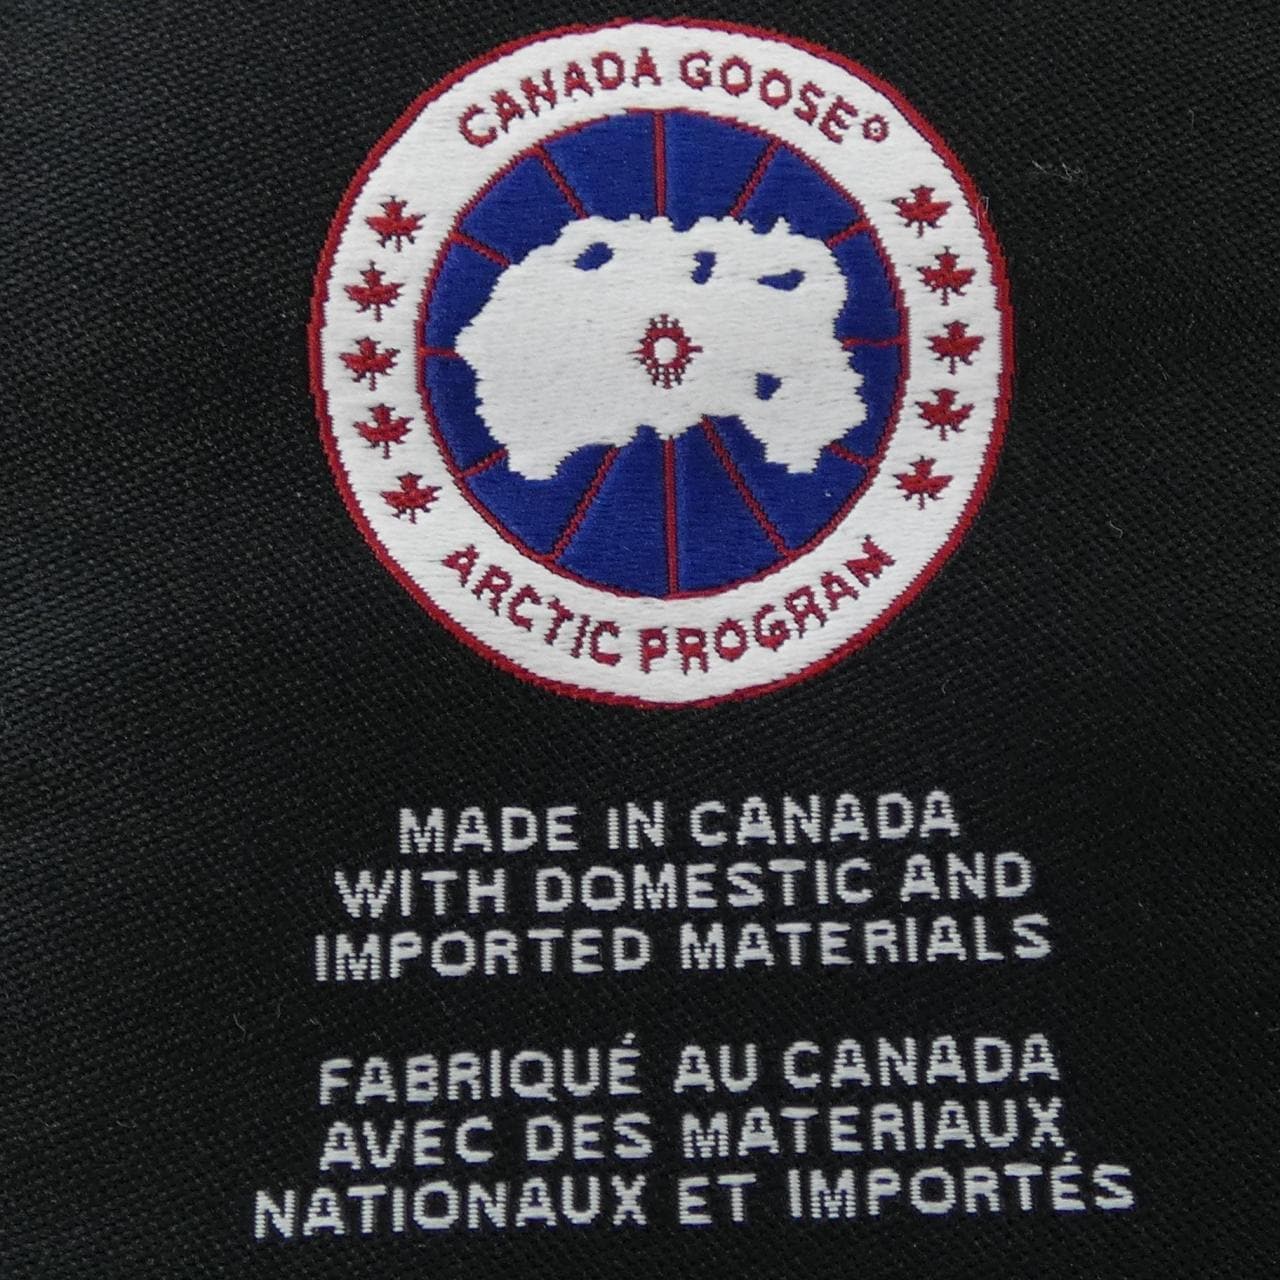 CANADA GOOSE®
ARCTIC PROGRAM
MADE IN CANADA
WITH DOMESTIC AND
IMPORTED MATERIALS
FABRIQUÉ AU CANADA
AVEC DES MATERIAUX
NATIONAUX ET IMPORTÉS